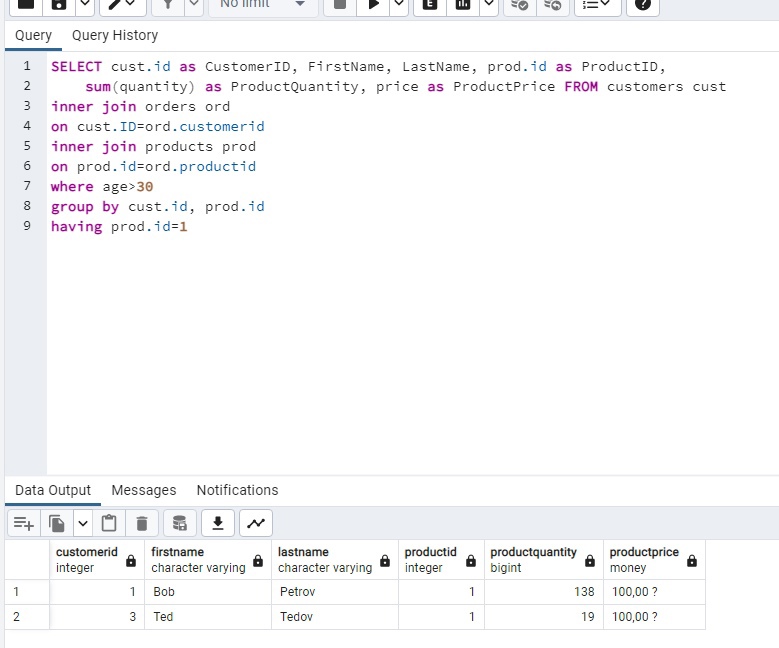 No limit
E
Query Query History
1 SELECT cust.id as CustomerID, FirstName, LastName, prod.id as ProductID,
2 sum(quantity) as ProductQuantity, price as ProductPrice FROM customers cust
3 inner join orders ord
4 on cust.ID=ord.customerid
5 inner join products prod
6 on prod.id=ord.productid
7 where age>30
8 group by cust.id, prod.id
9 having prod.id=1
Data Output Messages Notifications
customerid firstname lastname productid productquantity productprice
integer character varying character varying integer bigint money
1 1 Bob Petrov 1 138 100,00 ?
2 3 Ted Tedov 1 19 100,00 ?